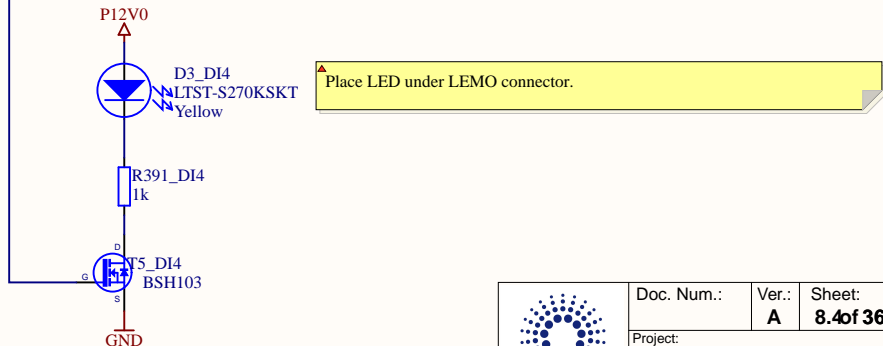 P12V0
D3_DI4
LTST-S270KSKT
Yellow
Place LED under LEMO connector.
R391_DI4
1k
D
T5_DI4
G
BSH103
S
GND
Doc. Num.: Ver.: Sheet:
A 8.4of 36
Project: